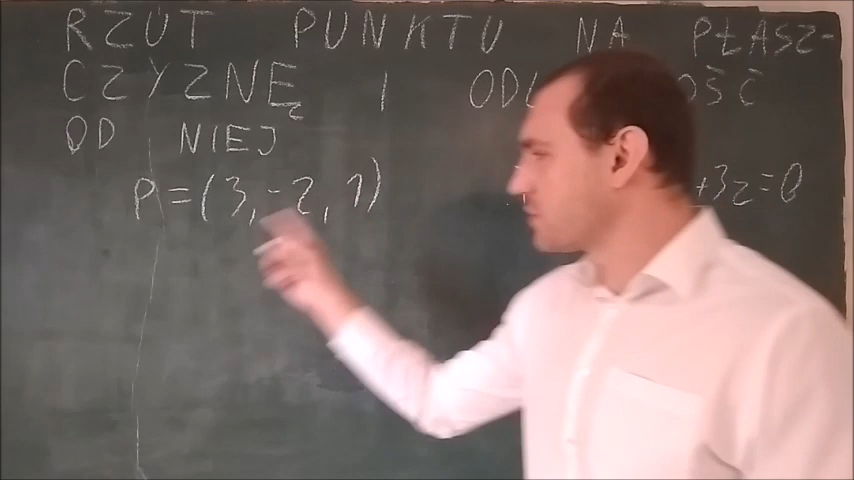 RZUT PUNKTU NA PŁASZ-
CZYZNĘ I
OD NIEJ
P=(3,-2,1) +3z=0